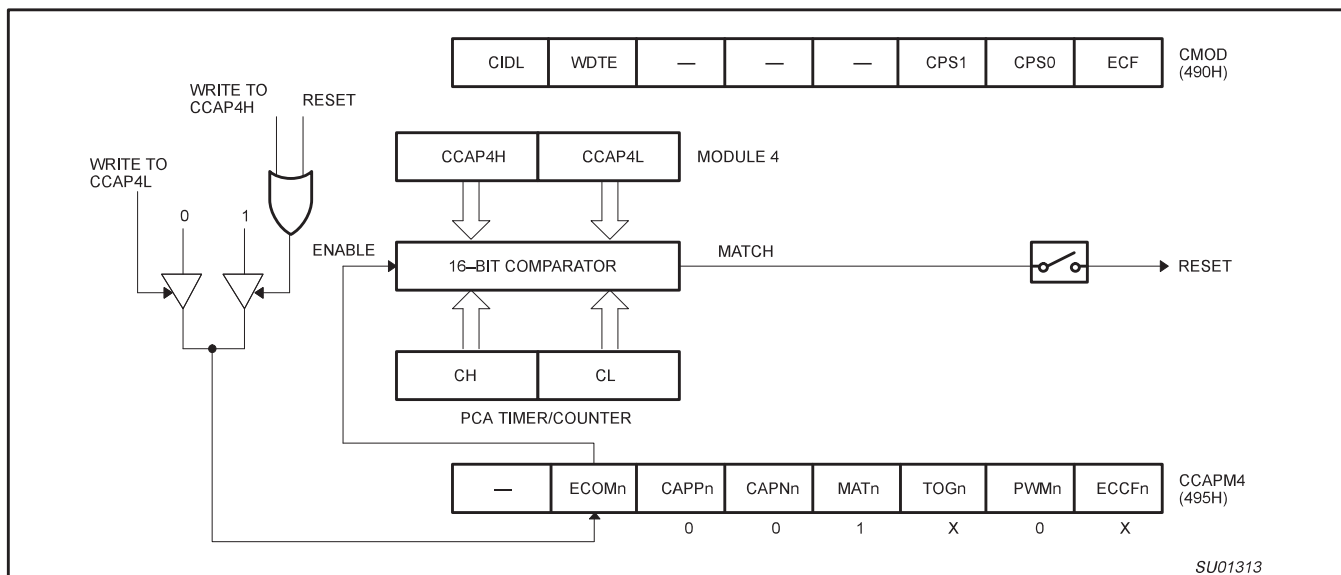 CIDL WDTE — — — CPS1 CPS0 ECF
CMOD
(490H)
WRITE TO
CCAP4H
RESET
WRITE TO
CCAP4L
0 1
CCAP4H CCAP4L MODULE 4
ENABLE
16–BIT COMPARATOR
MATCH
RESET
CH CL
PCA TIMER/COUNTER
— ECOMn CAPPn CAPNn MATn TOGn PWMn ECCFn
CCAPM4
(495H)
0 0 1 X 0 X
SU01313